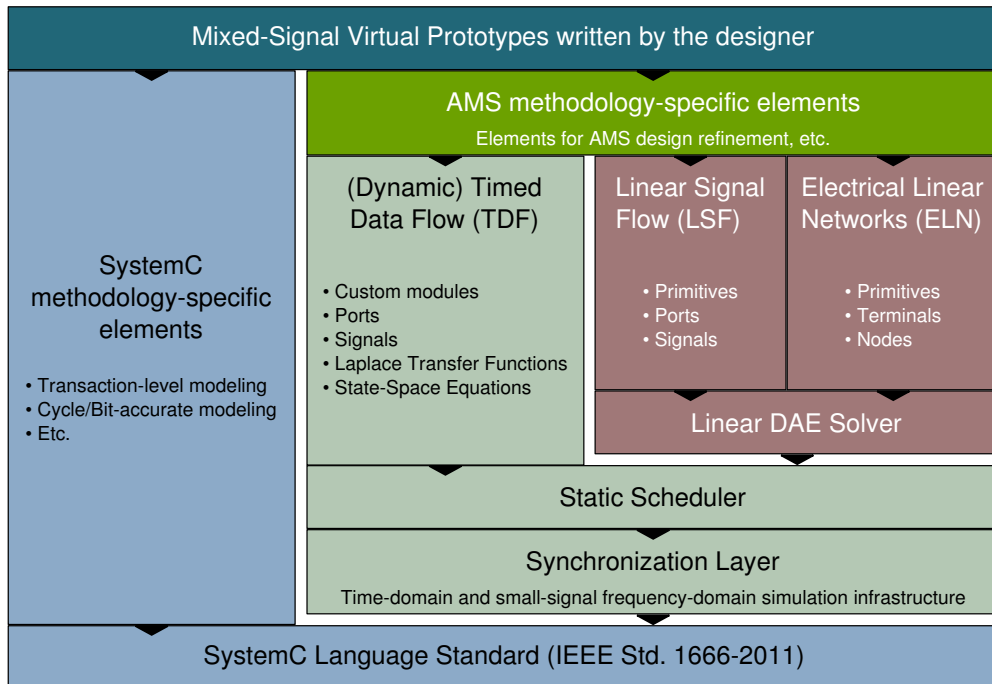 Mixed-Signal Virtual Prototypes written by the designer
AMS methodology-specific elements
Elements for AMS design refinement, etc.
SystemC
methodology-specific
elements
• Transaction-level modeling
• Cycle/Bit-accurate modeling
• Etc.
(Dynamic) Timed
Data Flow (TDF)
• Custom modules
• Ports
• Signals
• Laplace Transfer Functions
• State-Space Equations
Linear Signal
Flow (LSF)
• Primitives
• Ports
• Signals
Electrical Linear
Networks (ELN)
• Primitives
• Terminals
• Nodes
Linear DAE Solver
Static Scheduler
Synchronization Layer
Time-domain and small-signal frequency-domain simulation infrastructure
SystemC Language Standard (IEEE Std. 1666-2011)